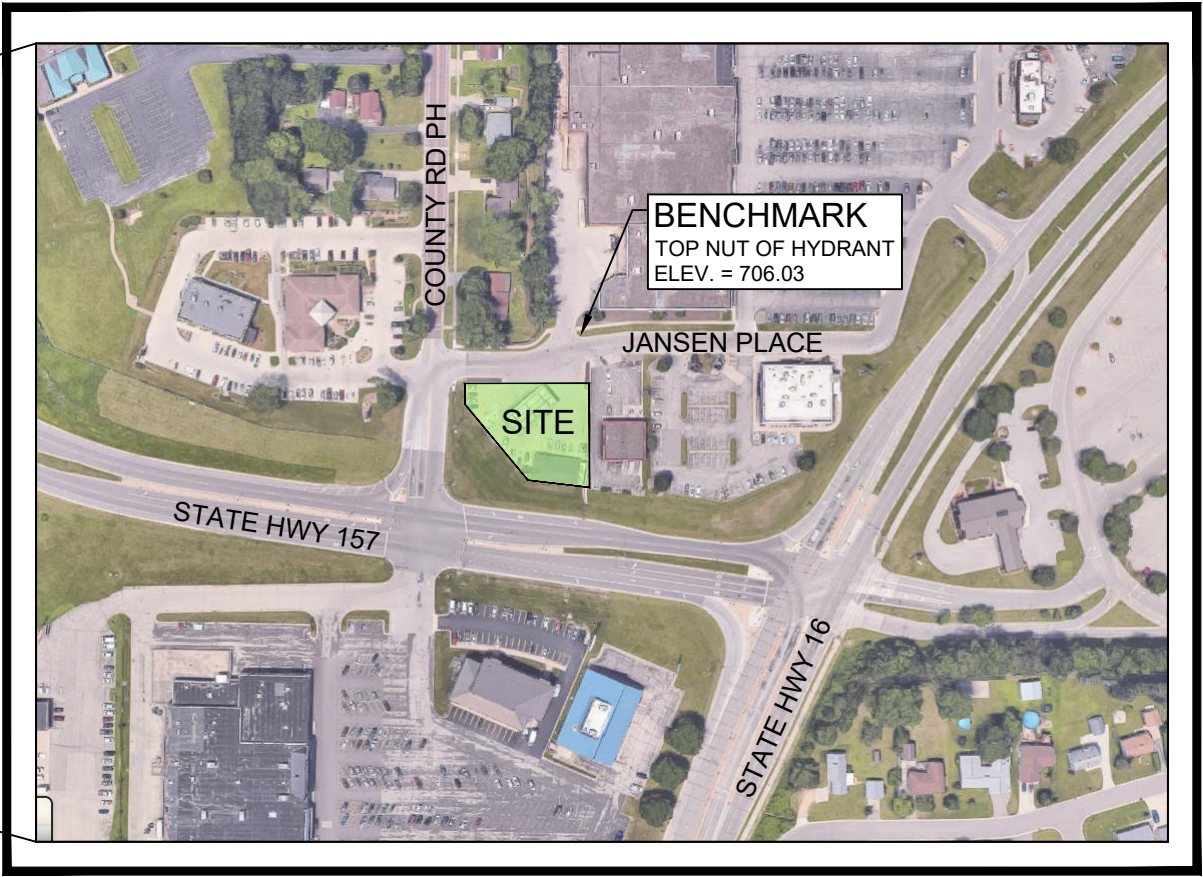 COUNTY RD PH
BENCHMARK
TOP NUT OF HYDRANT
ELEV. = 706.03
JANSEN PLACE
SITE
STATE HWY 157
STATE HWY 16